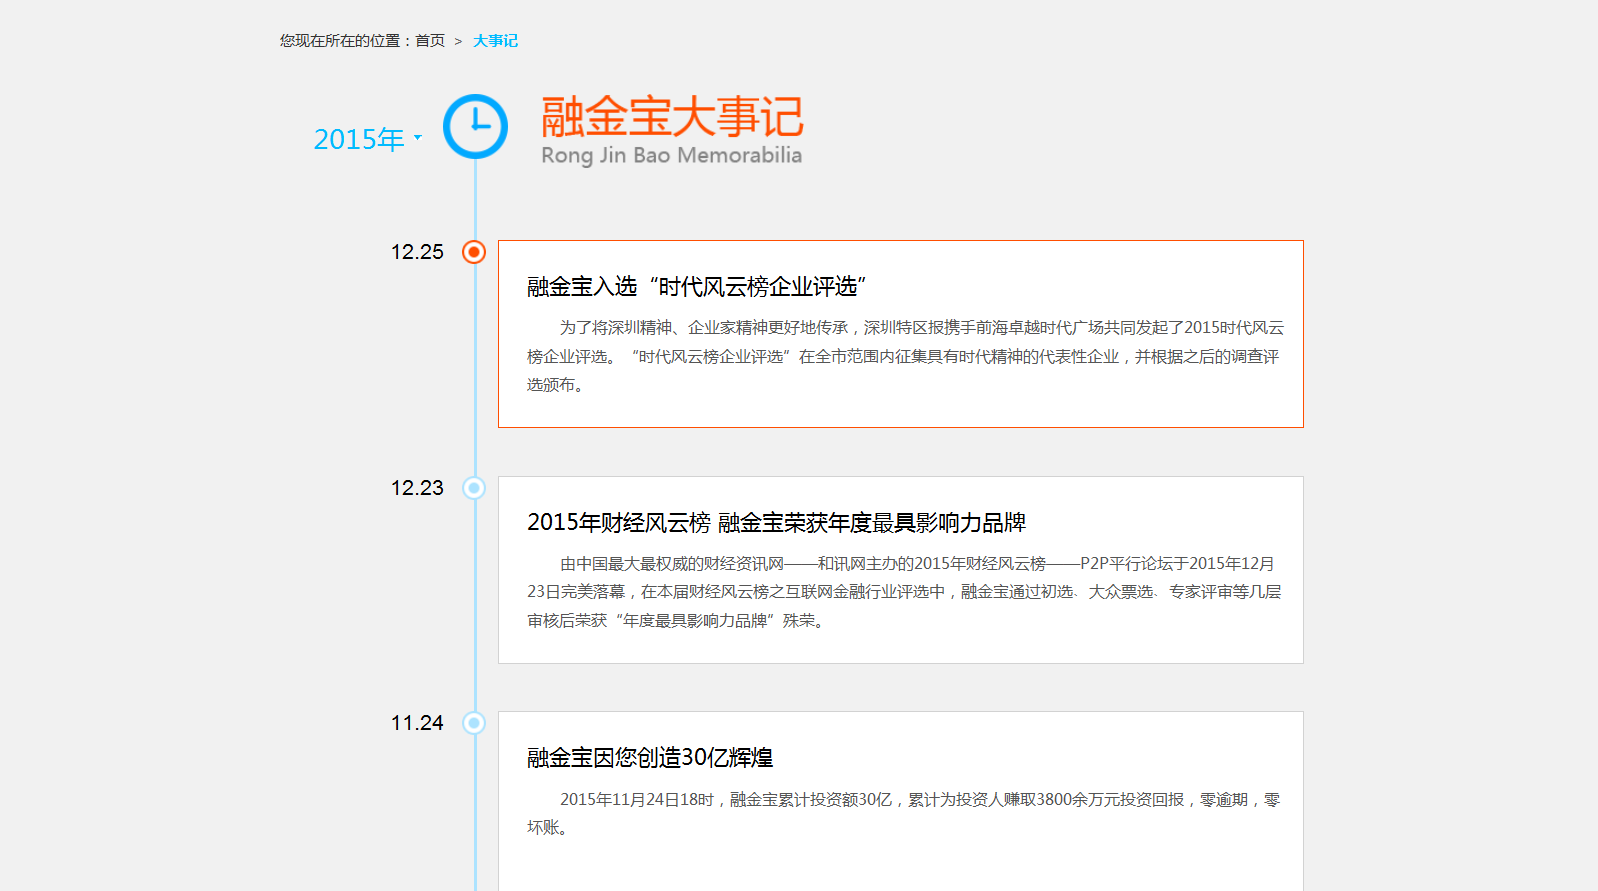 您现在所在的位置：首页 > 大事记
2015年
融金宝大事记
Rong Jin Bao Memorabilia
12.25
融金宝入选“时代风云榜企业评选”
为了将深圳精神、企业家精神更好地传承，深圳特区报携手前海卓越时代广场共同发起了2015时代风云
榜企业评选。“时代风云榜企业评选”在全市范围内征集具有时代精神的代表性企业，并根据之后的调查评
选颁布。
12.23
2015年财经风云榜 融金宝荣获年度最具影响力品牌
由中国最大最权威的财经资讯网——和讯网主办的2015年财经风云榜——P2P平行论坛于2015年12月
23日完美落幕，在本届财经风云榜之互联网金融行业评选中，融金宝通过初选、大众票选、专家评审等几层
审核后荣获“年度最具影响力品牌”殊荣。
11.24
融金宝因您创造30亿辉煌
2015年11月24日18时，融金宝累计投资额30亿，累计为投资人赚取3800余万元投资回报，零逾期，零
坏账。